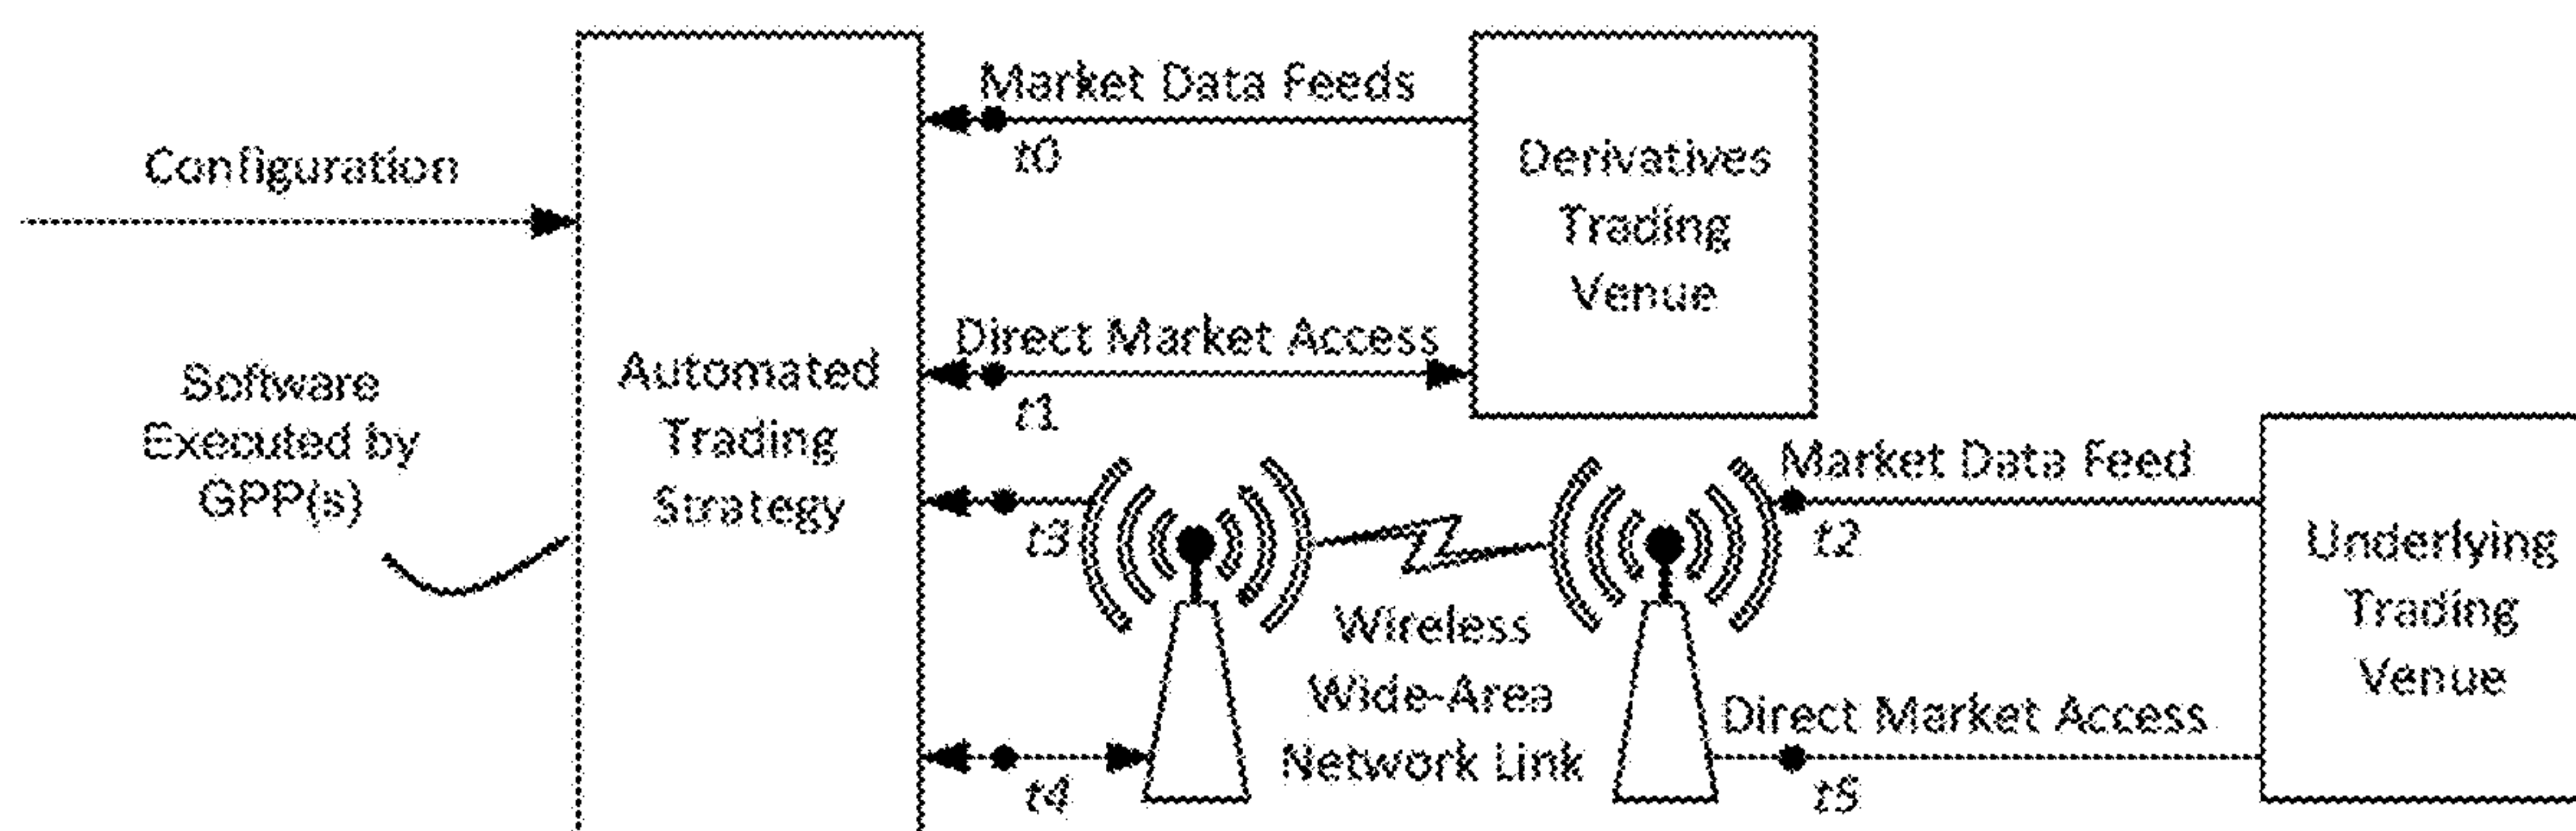 Market Data Feeds
t0
Configuration
Derivatives
Trading
Venue
Direct Market Access
t1
Software
Executed by
GPP(s)
Automated
Trading
Strategy
Market Data Feed
t3
t2
Underlying
Trading
Venue
Wireless
Wide-Area
Network Link
Direct Market Access
t4
t5